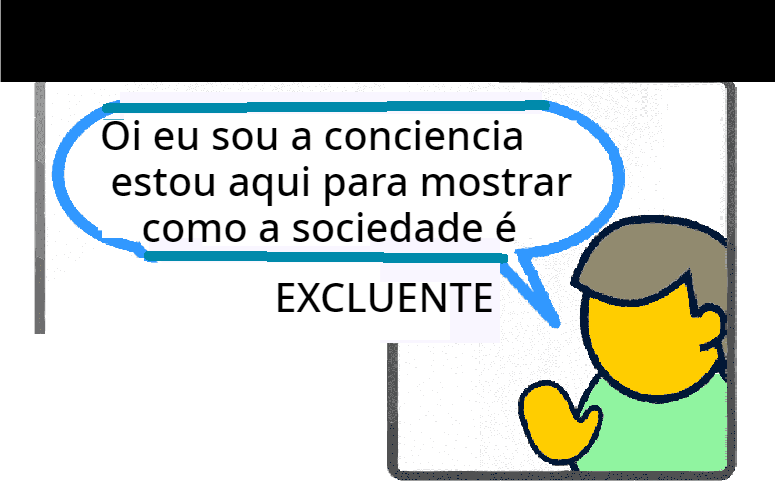 Oi eu sou a conciencia
estou aqui para mostrar
como a sociedade é
EXCLUENTE